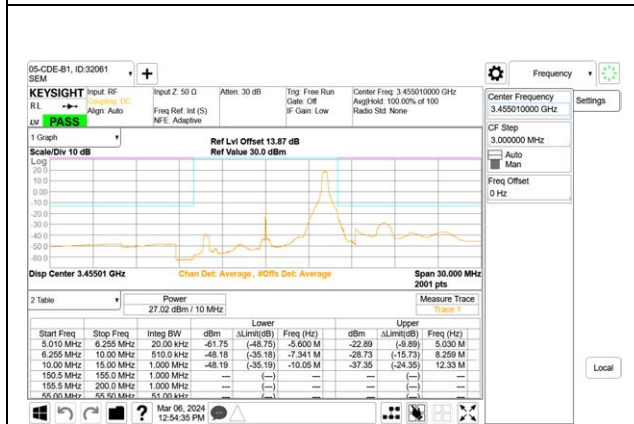 05-CDE-B1, ID:32061
SEM
Frequency
KEYSIGHT
RL
PASS
Input: RF
Coupling: DC
Align: Auto
Input Z: 50 Ω
Freq Ref: Int (S)
NFE: Adaptive
Atten: 30 dB
Trig: Free Run
Gate: Off
IF Gain: Low
Center Freq: 3.455010000 GHz
Avg|Hold: 100.00% of 100
Radio Std: None
Center Frequency
3.455010000 GHz
Settings
CF Step
3.000000 MHz
Auto
Man
Freq Offset
0 Hz
1 Graph
Scale/Div 10 dB
Ref Lvl Offset 13.87 dB
Ref Value 30.0 dBm
Log
20.0
10.0
0.00
-10.0
-20.0
-30.0
-40.0
-50.0
-60.0
Disp Center 3.45501 GHz
Chan Det: Average , #Offs Det: Average
Span 30.000 MHz
2001 pts
2 Table
Power
27.02 dBm / 10 MHz
Measure Trace
Trace 1
Lower Upper
Start Freq Stop Freq Integ BW dBm ΔLimit(dB) Freq (Hz) dBm ΔLimit(dB) Freq (Hz)
5.010 MHz 6.255 MHz 20.00 kHz -61.75 (-48.75) -5.600 M -22.89 (-9.89) 5.030 M
6.255 MHz 10.00 MHz 510.0 kHz -48.18 (-35.18) -7.341 M -28.73 (-15.73) 8.259 M
10.00 MHz 15.00 MHz 1.000 MHz -48.19 (-35.19) -10.05 M -37.35 (-24.35) 12.33 M
150.5 MHz 155.0 MHz 1.000 MHz --- (---) --- --- (---) ---
155.5 MHz 200.0 MHz 1.000 MHz --- (---) --- --- (---) ---
55.00 MHz 55.50 MHz 51.00 kHz --- (---) --- --- (---) ---
Local
?
Mar 06, 2024
12:54:35 PM